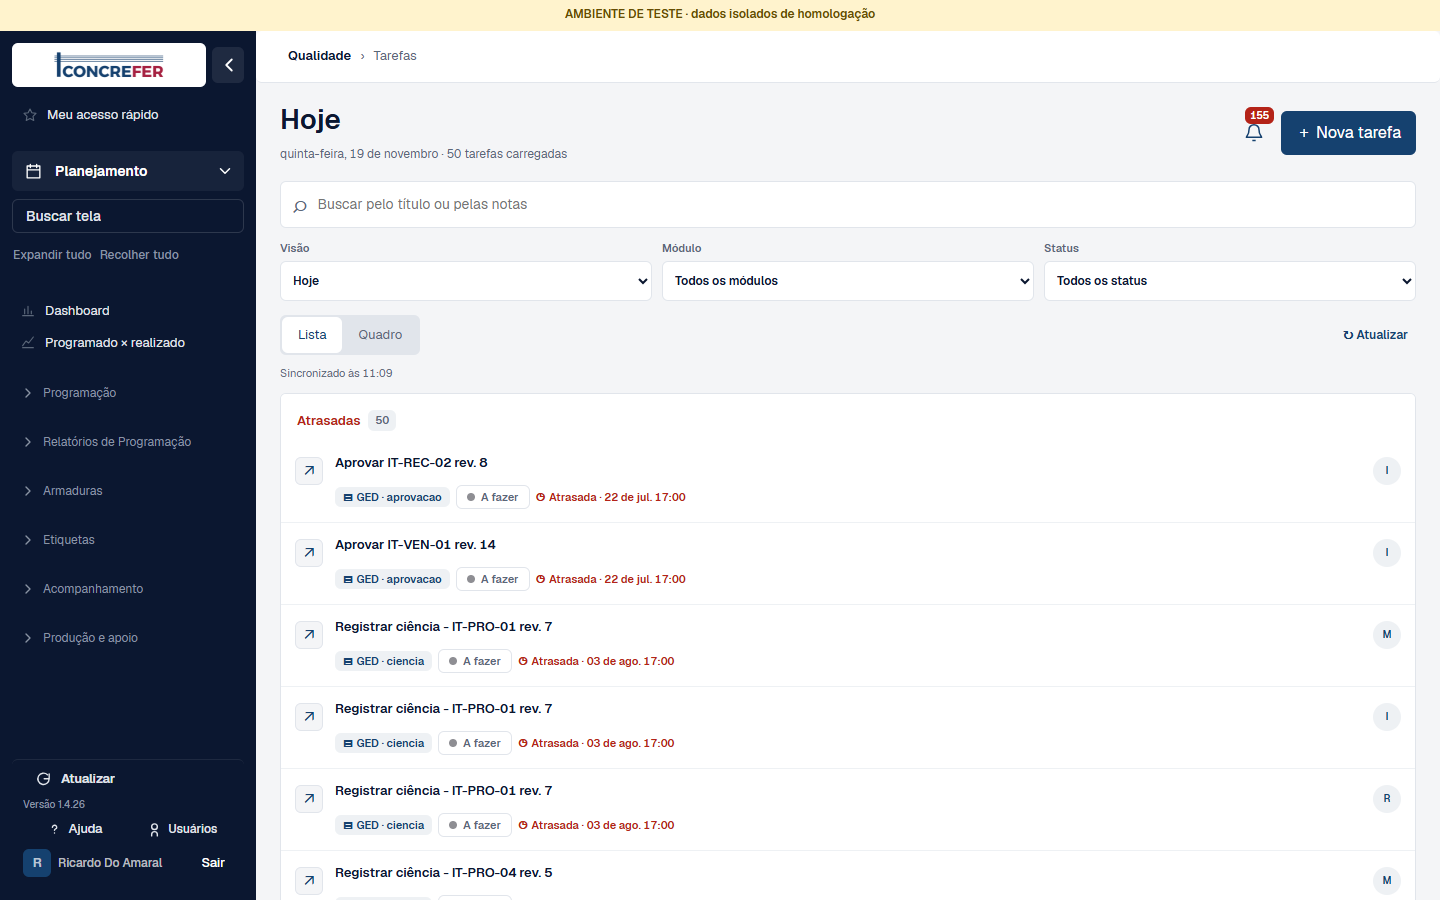 AMBIENTE DE TESTE · dados isolados de homologação
CONCREFER
Meu acesso rápido
Planejamento
Buscar tela
Expandir tudo Recolher tudo
Dashboard
Programado × realizado
Programação
Relatórios de Programação
Armaduras
Etiquetas
Acompanhamento
Produção e apoio
Atualizar
Versão 1.4.26
? Ajuda Usuários
R Ricardo Do Amaral Sair
Qualidade › Tarefas
Hoje
quinta-feira, 19 de novembro · 50 tarefas carregadas
155
+ Nova tarefa
Buscar pelo título ou pelas notas
Visão Módulo Status
Hoje Todos os módulos Todos os status
Lista Quadro
↻ Atualizar
Sincronizado às 11:09
Atrasadas 50
Aprovar IT-REC-02 rev. 8
I
GED · aprovacao A fazer Atrasada · 22 de jul. 17:00
Aprovar IT-VEN-01 rev. 14
I
GED · aprovacao A fazer Atrasada · 22 de jul. 17:00
Registrar ciência - IT-PRO-01 rev. 7
M
GED · ciencia A fazer Atrasada · 03 de ago. 17:00
Registrar ciência - IT-PRO-01 rev. 7
I
GED · ciencia A fazer Atrasada · 03 de ago. 17:00
Registrar ciência - IT-PRO-01 rev. 7
R
GED · ciencia A fazer Atrasada · 03 de ago. 17:00
Registrar ciência - IT-PRO-04 rev. 5
M